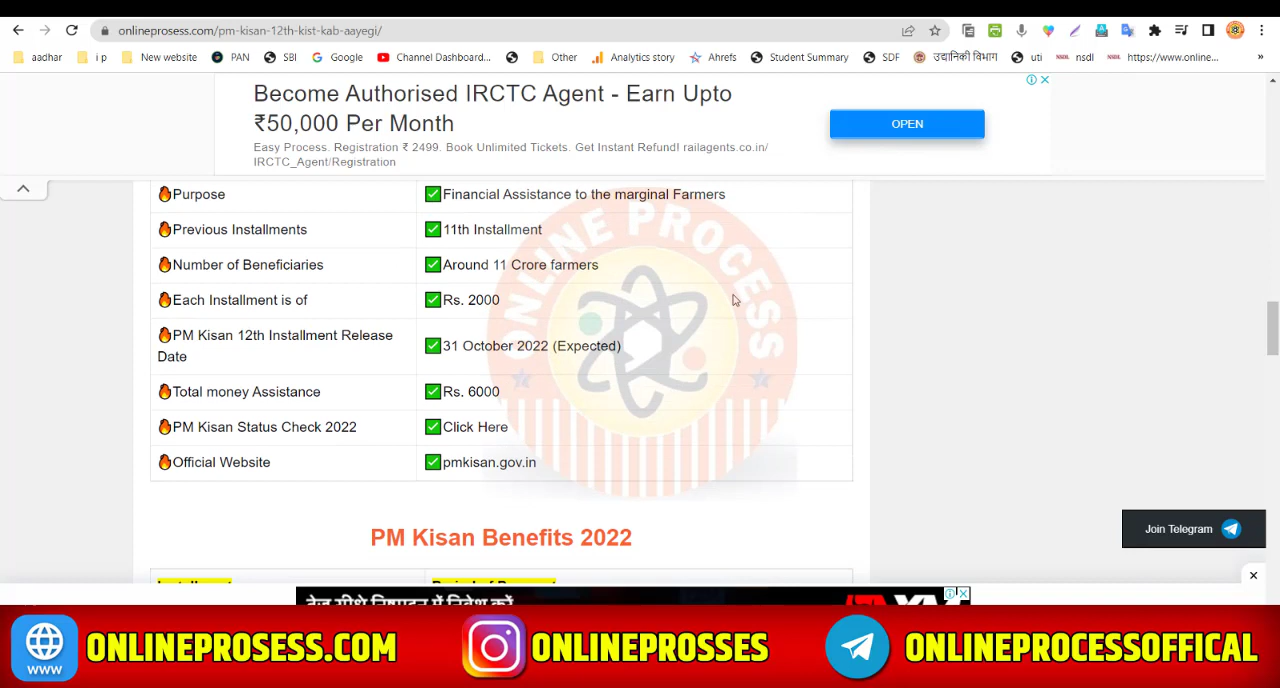 onlineprosess.com/pm-kisan-12th-kist-kab-aayegi/
aadhar i p New website PAN SBI Google Channel Dashboard... Other Analytics story Ahrefs Student Summary SDF उद्यानिकी विभाग uti NSDL nsdl NSDL https://www.online... »
Become Authorised IRCTC Agent - Earn Upto
₹50,000 Per Month
OPEN
Easy Process. Registration ₹ 2499. Book Unlimited Tickets. Get Instant Refund! railagents.co.in/
IRCTC_Agent/Registration
🔥Purpose ✅Financial Assistance to the marginal Farmers
🔥Previous Installments ✅11th Installment
🔥Number of Beneficiaries ✅Around 11 Crore farmers
🔥Each Installment is of ✅Rs. 2000
🔥PM Kisan 12th Installment Release
Date ✅31 October 2022 (Expected)
🔥Total money Assistance ✅Rs. 6000
🔥PM Kisan Status Check 2022 ✅Click Here
🔥Official Website ✅pmkisan.gov.in
ONLINE PROCESS
PM Kisan Benefits 2022
Join Telegram
WWW ONLINEPROSESS.COM ONLINEPROSSES ONLINEPROCESSOFFICAL